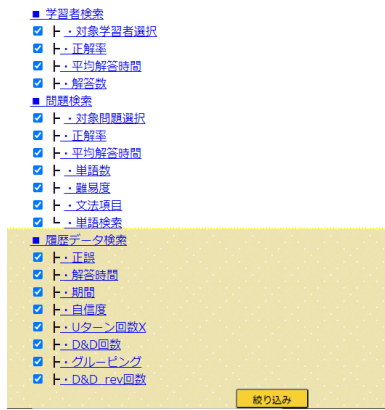 ■ 学習者検索
┣ ・対象学習者選択
┣・正解率
┣・平均解答時間
┣・解答数
■ 問題検索
┣ ・対象問題選択
┣・正解率
┣・平均解答時間
┣ ・単語数
┣ ・難易度
┣ ・文法項目
┗ ・単語検索
■ 履歴データ検索
┣・正誤
┣・解答時間
┣・期間
┣・自信度
┣・Uターン回数X
┣・D&D回数
┣・グルーピング
┣・D&D_rev回数
絞り込み